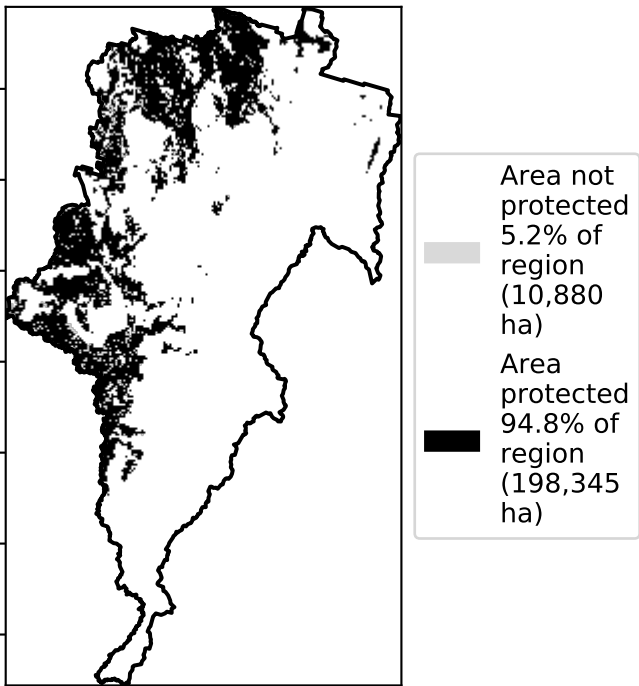 Area not
protected
5.2% of
region
(10,880
ha)
Area
protected
94.8% of
region
(198,345
ha)